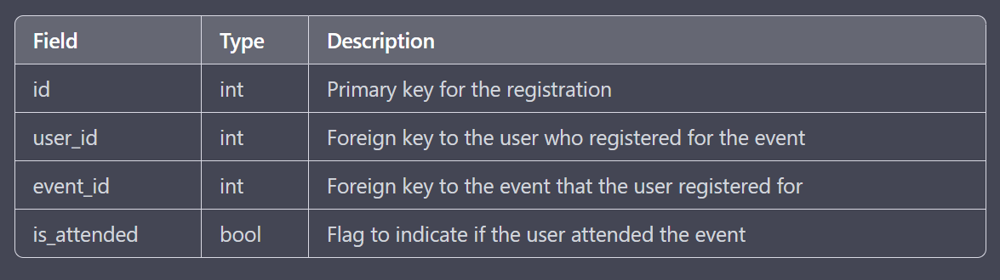 Field Type Description
id int Primary key for the registration
user_id int Foreign key to the user who registered for the event
event_id int Foreign key to the event that the user registered for
is_attended bool Flag to indicate if the user attended the event